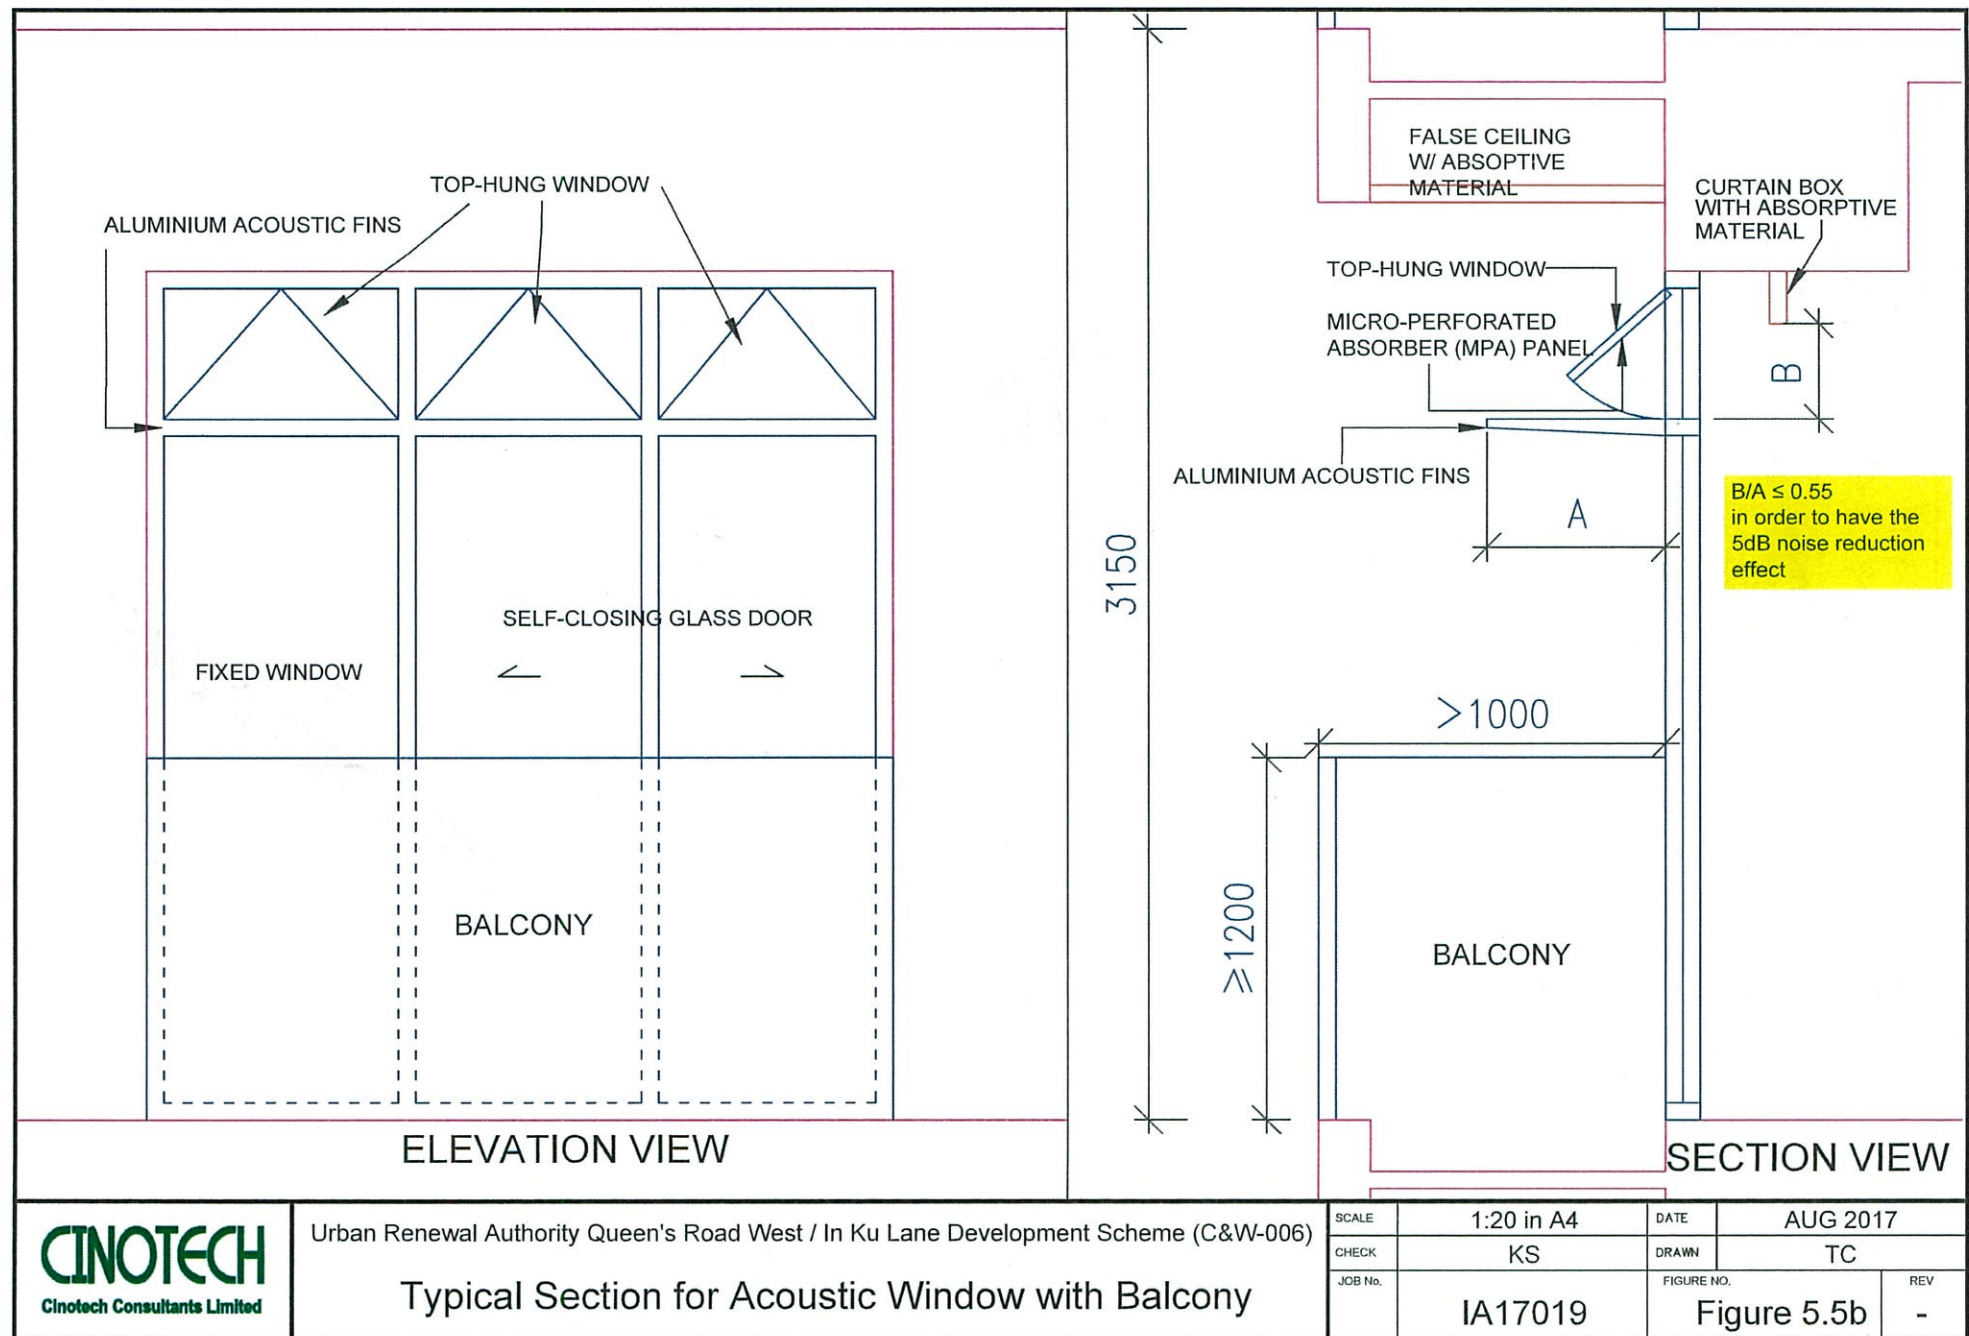 TOP-HUNG WINDOW
ALUMINIUM ACOUSTIC FINS
SELF-CLOSING GLASS DOOR
FIXED WINDOW
BALCONY
ELEVATION VIEW
3150
FALSE CEILING
W/ ABSOPTIVE
MATERIAL
CURTAIN BOX
WITH ABSORPTIVE
MATERIAL
TOP-HUNG WINDOW
MICRO-PERFORATED
ABSORBER (MPA) PANEL
B
ALUMINIUM ACOUSTIC FINS
A
B/A ≤ 0.55
in order to have the
5dB noise reduction
effect
>1000
≥1200
BALCONY
SECTION VIEW
CINOTECH
Cinotech Consultants Limited
Urban Renewal Authority Queen's Road West / In Ku Lane Development Scheme (C&W-006)
Typical Section for Acoustic Window with Balcony
SCALE 1:20 in A4 DATE AUG 2017
CHECK KS DRAWN TC
JOB No. IA17019 FIGURE NO. Figure 5.5b REV -